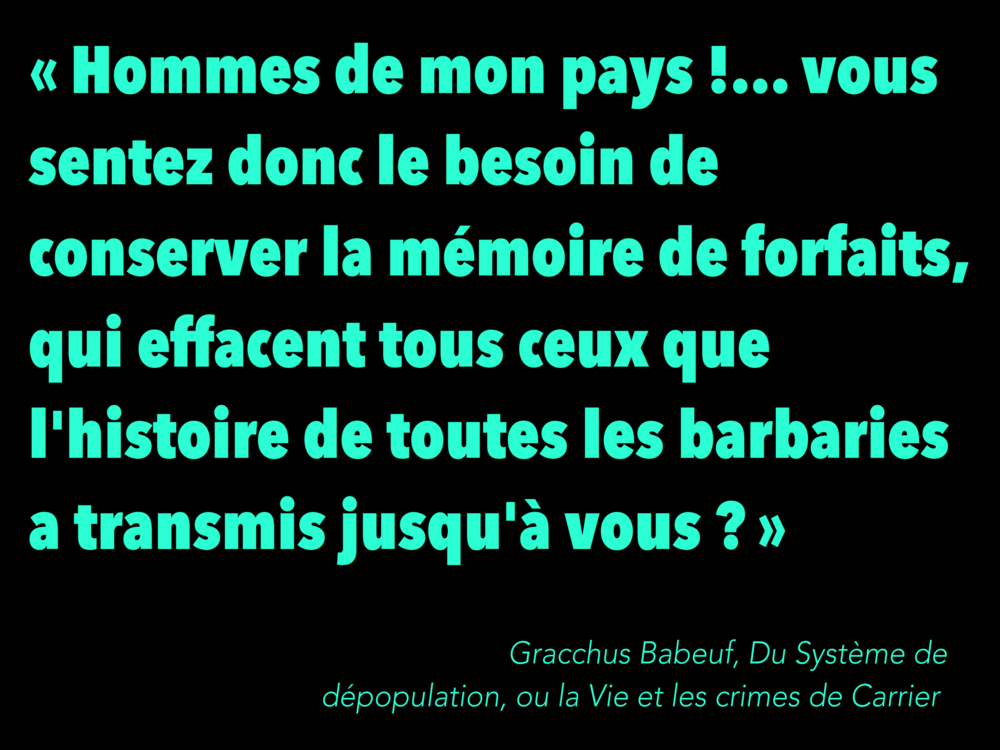 « Hommes de mon pays !... vous
sentez donc le besoin de
conserver la mémoire de forfaits,
qui effacent tous ceux que
l'histoire de toutes les barbaries
a transmis jusqu'à vous ? »
Gracchus Babeuf, Du Système de
dépopulation, ou la Vie et les crimes de Carrier